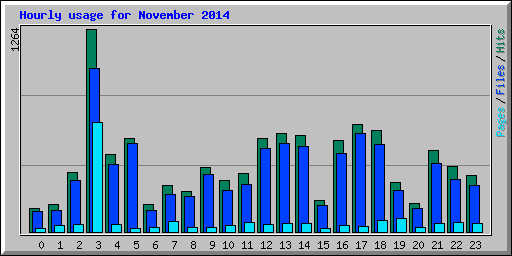 Hourly usage for November 2014
1264
Pages/Files/Hits
0 1 2 3 4 5 6 7 8 9 10 11 12 13 14 15 16 17 18 19 20 21 22 23